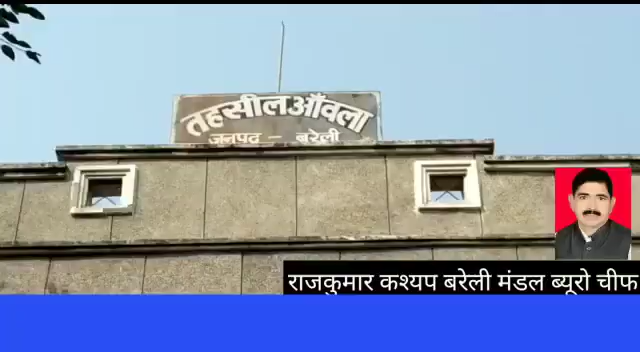 तहसील आँवला
जनपद - बरेली
राजकुमार कश्यप बरेली मंडल ब्यूरो चीफ